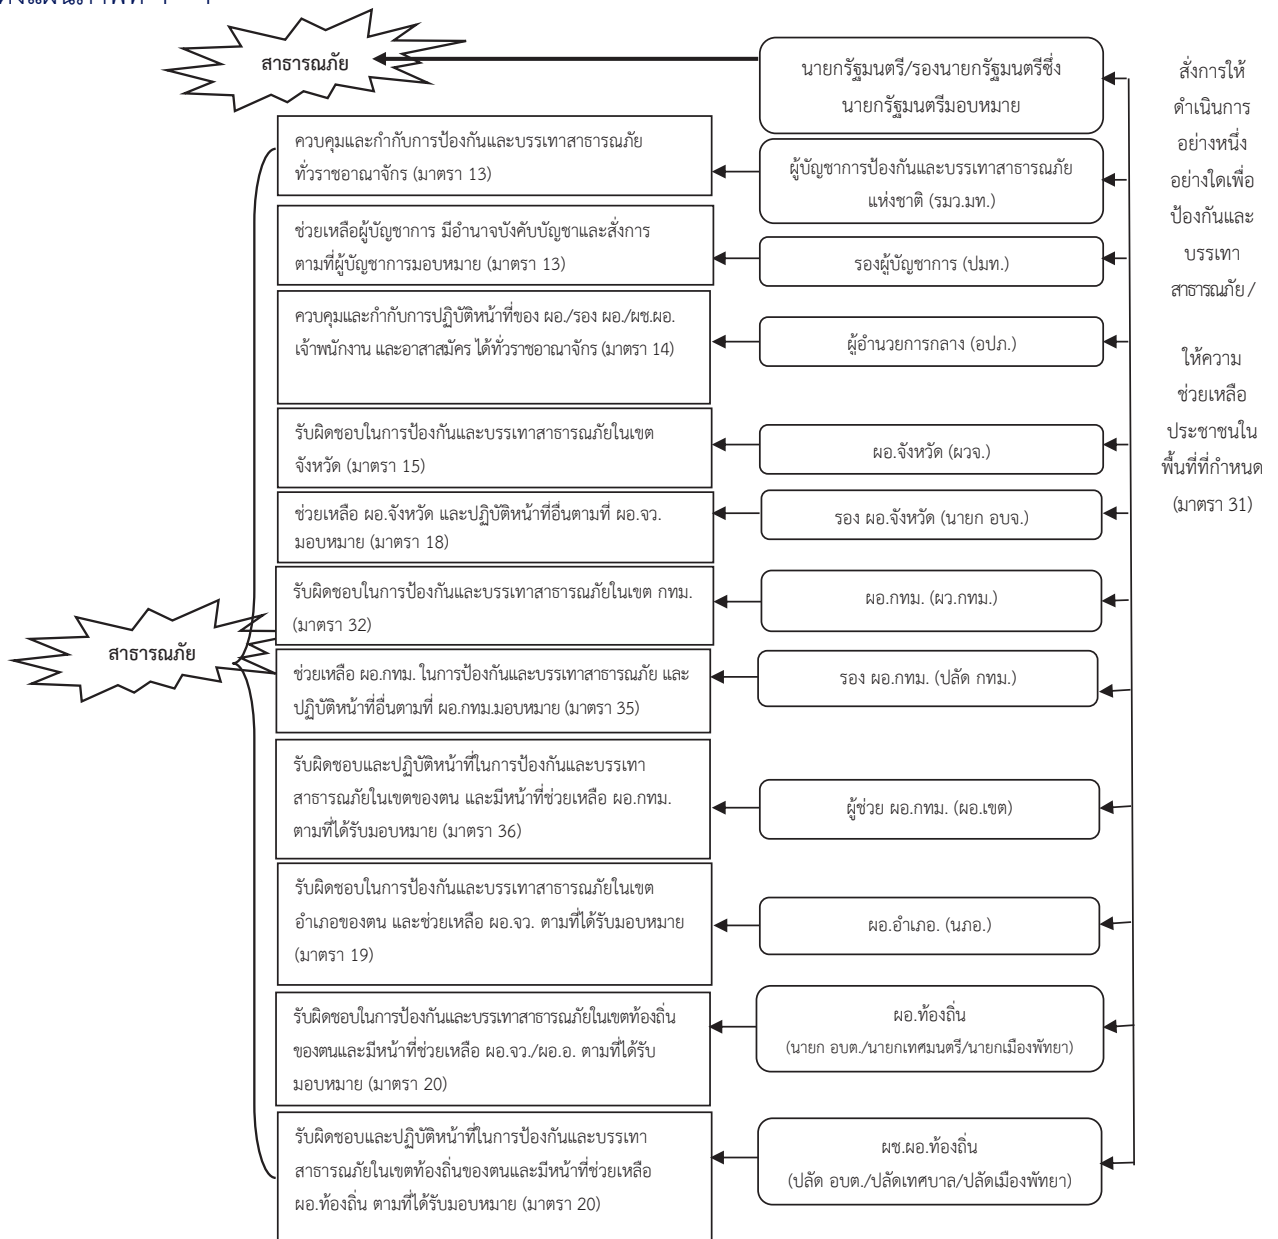 สาธารณภัย
นายกรัฐมนตรี/รองนายกรัฐมนตรีซึ่ง
นายกรัฐมนตรีมอบหมาย
สั่งการให้
ดำเนินการ
อย่างหนึ่ง
อย่างใดเพื่อ
ป้องกันและ
บรรเทา
สาธารณภัย /
ให้ความ
ช่วยเหลือ
ประชาชนใน
พื้นที่ที่กำหนด
(มาตรา 31)
ควบคุมและกำกับการป้องกันและบรรเทาสาธารณภัย
ทั่วราชอาณาจักร (มาตรา 13)
ผู้บัญชาการป้องกันและบรรเทาสาธารณภัย
แห่งชาติ (รมว.มท.)
ช่วยเหลือผู้บัญชาการ มีอำนาจบังคับบัญชาและสั่งการ
ตามที่ผู้บัญชาการมอบหมาย (มาตรา 13)
รองผู้บัญชาการ (ปมท.)
ควบคุมและกำกับการปฏิบัติหน้าที่ของ ผอ./รอง ผอ./ผช.ผอ.
เจ้าพนักงาน และอาสาสมัคร ได้ทั่วราชอาณาจักร (มาตรา 14)
ผู้อำนวยการกลาง (อปภ.)
รับผิดชอบในการป้องกันและบรรเทาสาธารณภัยในเขต
จังหวัด (มาตรา 15)
ผอ.จังหวัด (ผวจ.)
ช่วยเหลือ ผอ.จังหวัด และปฏิบัติหน้าที่อื่นตามที่ ผอ.จว.
มอบหมาย (มาตรา 18)
รอง ผอ.จังหวัด (นายก อบจ.)
รับผิดชอบในการป้องกันและบรรเทาสาธารณภัยในเขต กทม.
(มาตรา 32)
ผอ.กทม. (ผว.กทม.)
สาธารณภัย
ช่วยเหลือ ผอ.กทม. ในการป้องกันและบรรเทาสาธารณภัย และ
ปฏิบัติหน้าที่อื่นตามที่ ผอ.กทม.มอบหมาย (มาตรา 35)
รอง ผอ.กทม. (ปลัด กทม.)
รับผิดชอบและปฏิบัติหน้าที่ในการป้องกันและบรรเทา
สาธารณภัยในเขตของตน และมีหน้าที่ช่วยเหลือ ผอ.กทม.
ตามที่ได้รับมอบหมาย (มาตรา 36)
ผู้ช่วย ผอ.กทม. (ผอ.เขต)
รับผิดชอบในการป้องกันและบรรเทาสาธารณภัยในเขต
อำเภอของตน และช่วยเหลือ ผอ.จว. ตามที่ได้รับมอบหมาย
(มาตรา 19)
ผอ.อำเภอ. (นภอ.)
รับผิดชอบในการป้องกันและบรรเทาสาธารณภัยในเขตท้องถิ่น
ของตนและมีหน้าที่ช่วยเหลือ ผอ.จว./ผอ.อ. ตามที่ได้รับ
มอบหมาย (มาตรา 20)
ผอ.ท้องถิ่น
(นายก อบต./นายกเทศมนตรี/นายกเมืองพัทยา)
รับผิดชอบและปฏิบัติหน้าที่ในการป้องกันและบรรเทา
สาธารณภัยในเขตท้องถิ่นของตนและมีหน้าที่ช่วยเหลือ
ผอ.ท้องถิ่น ตามที่ได้รับมอบหมาย (มาตรา 20)
ผช.ผอ.ท้องถิ่น
(ปลัด อบต./ปลัดเทศบาล/ปลัดเมืองพัทยา)